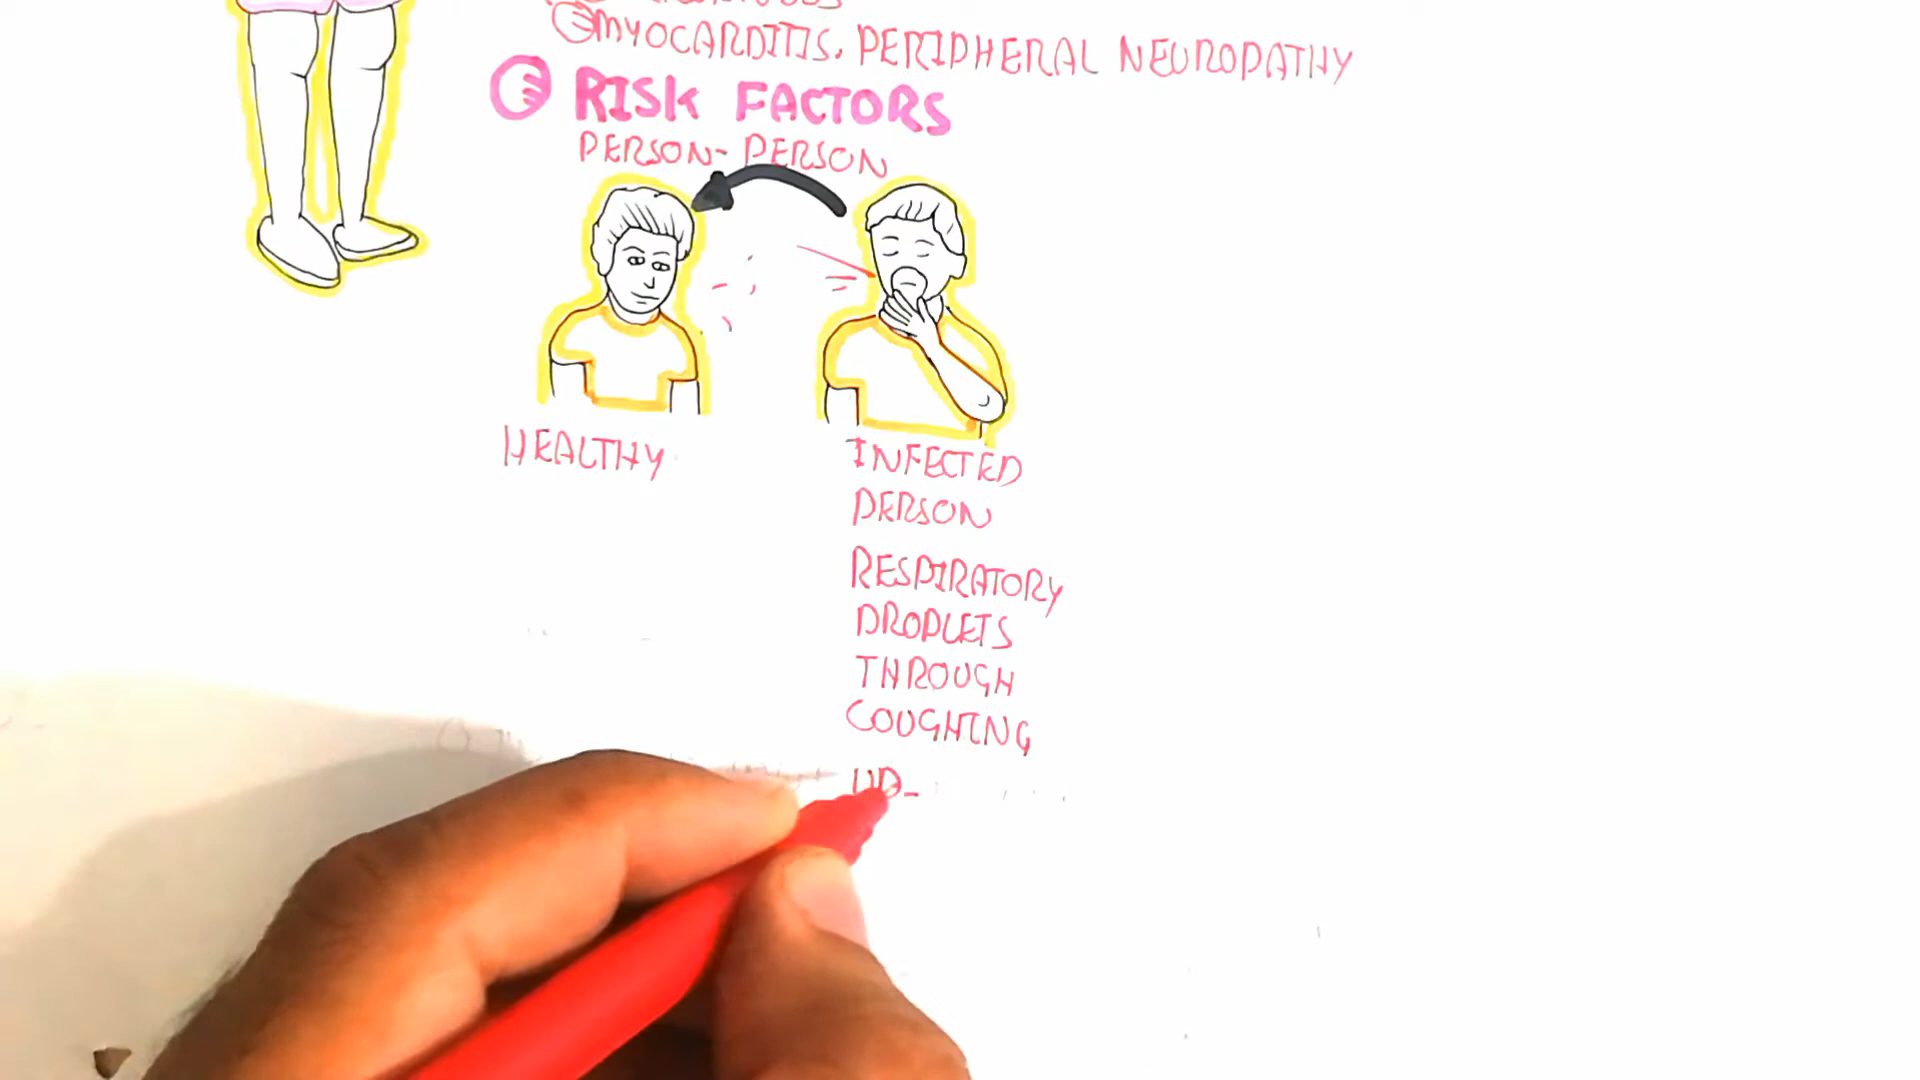 MYOCARDITIS, PERIPHERAL NEUROPATHY
RISK FACTORS
PERSON-PERSON
HEALTHY
INFECTED
PERSON
RESPIRATORY
DROPLETS
THROUGH
COUGHING